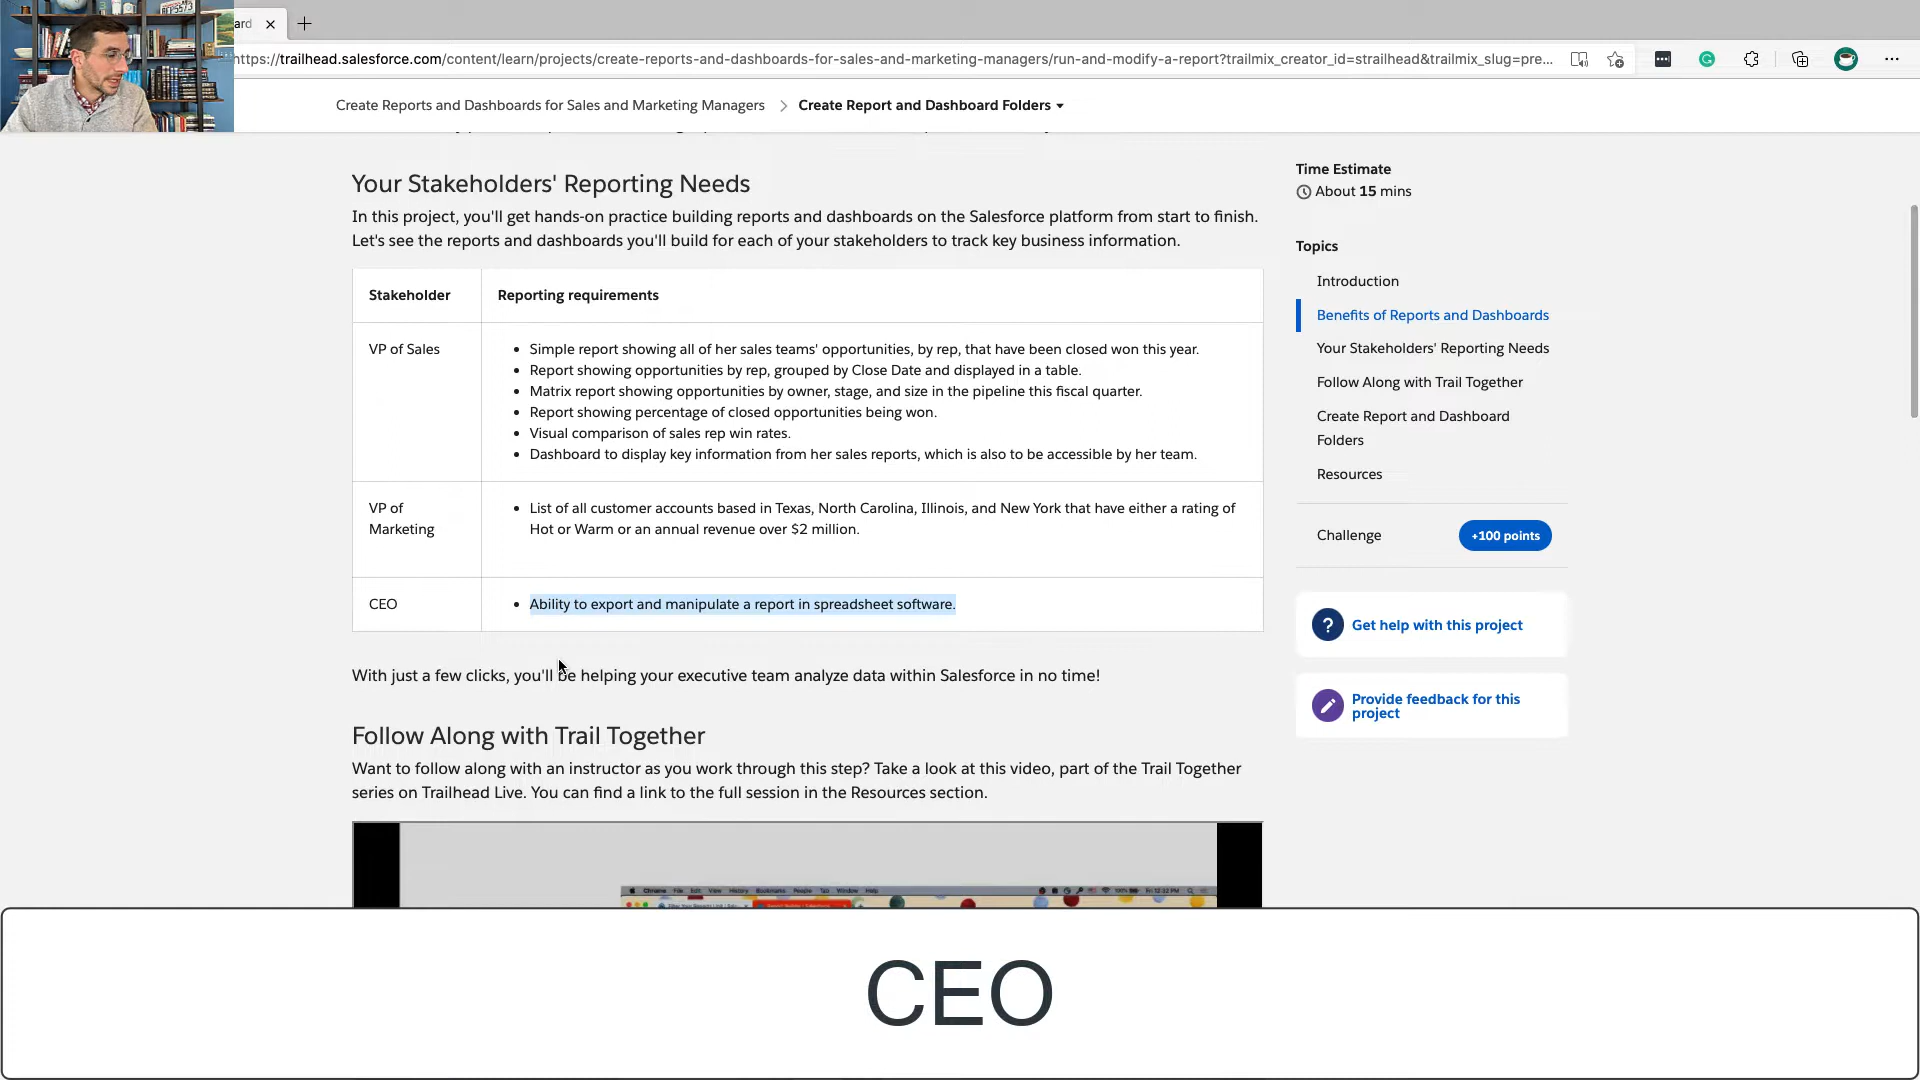 ard
https://trailhead.salesforce.com/content/learn/projects/create-reports-and-dashboards-for-sales-and-marketing-managers/run-and-modify-a-report?trailmix_creator_id=strailhead&trailmix_slug=pre...
Create Reports and Dashboards for Sales and Marketing Managers > Create Report and Dashboard Folders
Your Stakeholders' Reporting Needs
In this project, you'll get hands-on practice building reports and dashboards on the Salesforce platform from start to finish.
Let's see the reports and dashboards you'll build for each of your stakeholders to track key business information.
Stakeholder Reporting requirements
VP of Sales
• Simple report showing all of her sales teams' opportunities, by rep, that have been closed won this year.
• Report showing opportunities by rep, grouped by Close Date and displayed in a table.
• Matrix report showing opportunities by owner, stage, and size in the pipeline this fiscal quarter.
• Report showing percentage of closed opportunities being won.
• Visual comparison of sales rep win rates.
• Dashboard to display key information from her sales reports, which is also to be accessible by her team.
VP of
Marketing
• List of all customer accounts based in Texas, North Carolina, Illinois, and New York that have either a rating of
Hot or Warm or an annual revenue over $2 million.
CEO
• Ability to export and manipulate a report in spreadsheet software.
With just a few clicks, you'll be helping your executive team analyze data within Salesforce in no time!
Follow Along with Trail Together
Want to follow along with an instructor as you work through this step? Take a look at this video, part of the Trail Together
series on Trailhead Live. You can find a link to the full session in the Resources section.
Chrome File Edit View History Bookmarks People Tab Window Help
Time Estimate
About 15 mins
Topics
Introduction
Benefits of Reports and Dashboards
Your Stakeholders' Reporting Needs
Follow Along with Trail Together
Create Report and Dashboard
Folders
Resources
Challenge +100 points
? Get help with this project
Provide feedback for this
project
CEO